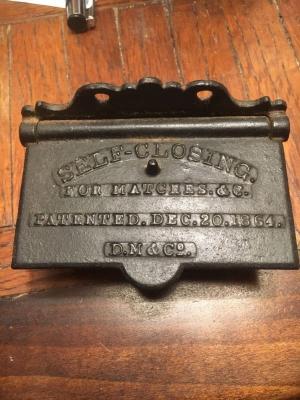 SELF-CLOSING.
FOR MATCHES. &C.
PATENTED. DEC. 20. 1864.
D.M & Co.